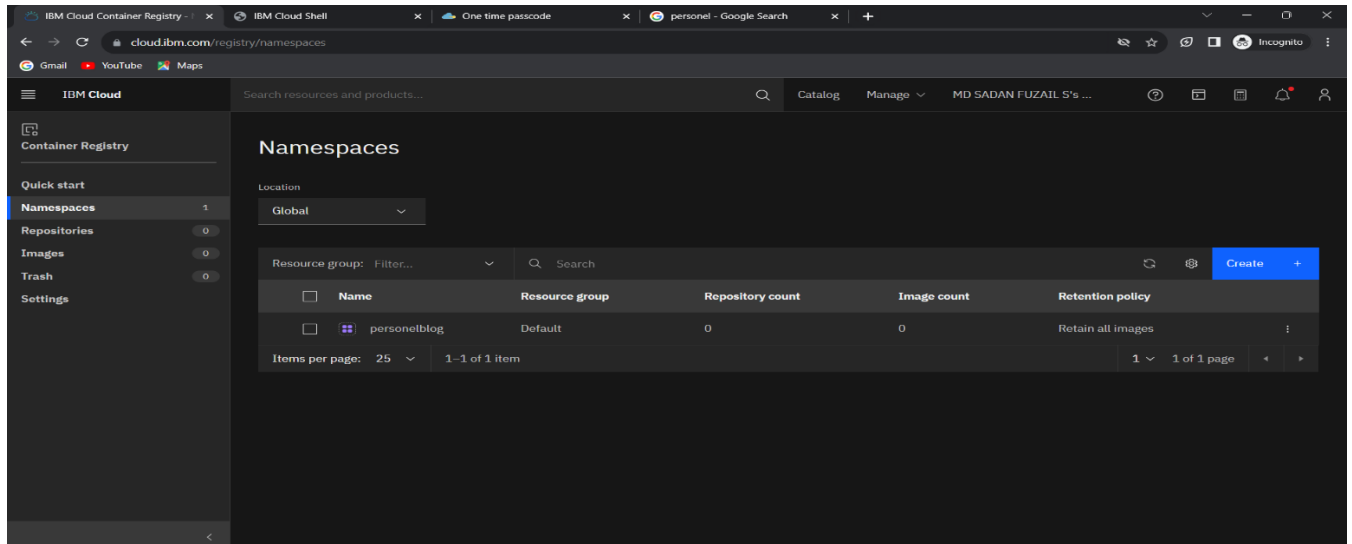 IBM Cloud Container Registry - IBM Cloud Shell One time passcode personel - Google Search
cloud.ibm.com/registry/namespaces Incognito
Gmail YouTube Maps
IBM Cloud Search resources and products... Catalog Manage MD SADAN FUZAIL S's ...
Container Registry
Quick start
Namespaces 1
Repositories 0
Images 0
Trash 0
Settings
Namespaces
Location
Global
Resource group: Filter... Search Create +
Name Resource group Repository count Image count Retention policy
personelblog Default 0 0 Retain all images
Items per page: 25 1–1 of 1 item 1 1 of 1 page